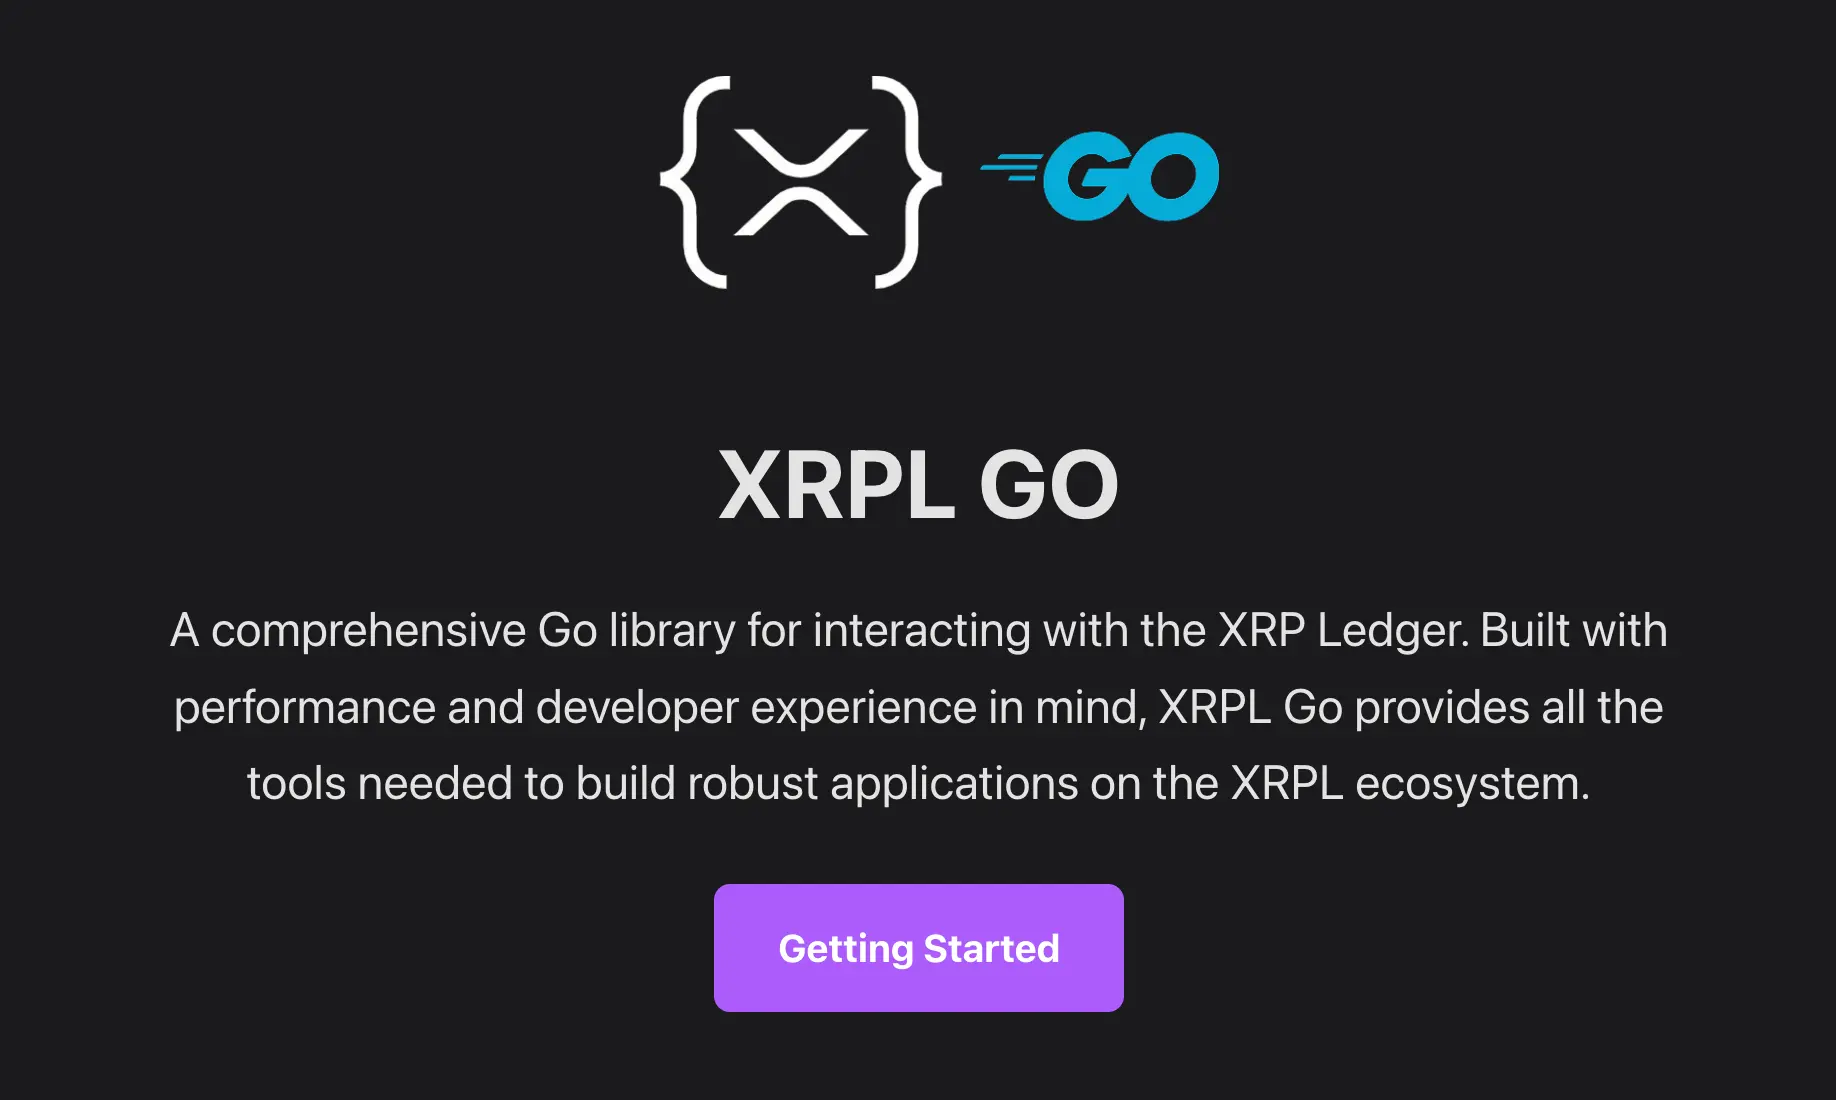 GO
XRPL GO
A comprehensive Go library for interacting with the XRP Ledger. Built with
performance and developer experience in mind, XRPL Go provides all the
tools needed to build robust applications on the XRPL ecosystem.
Getting Started